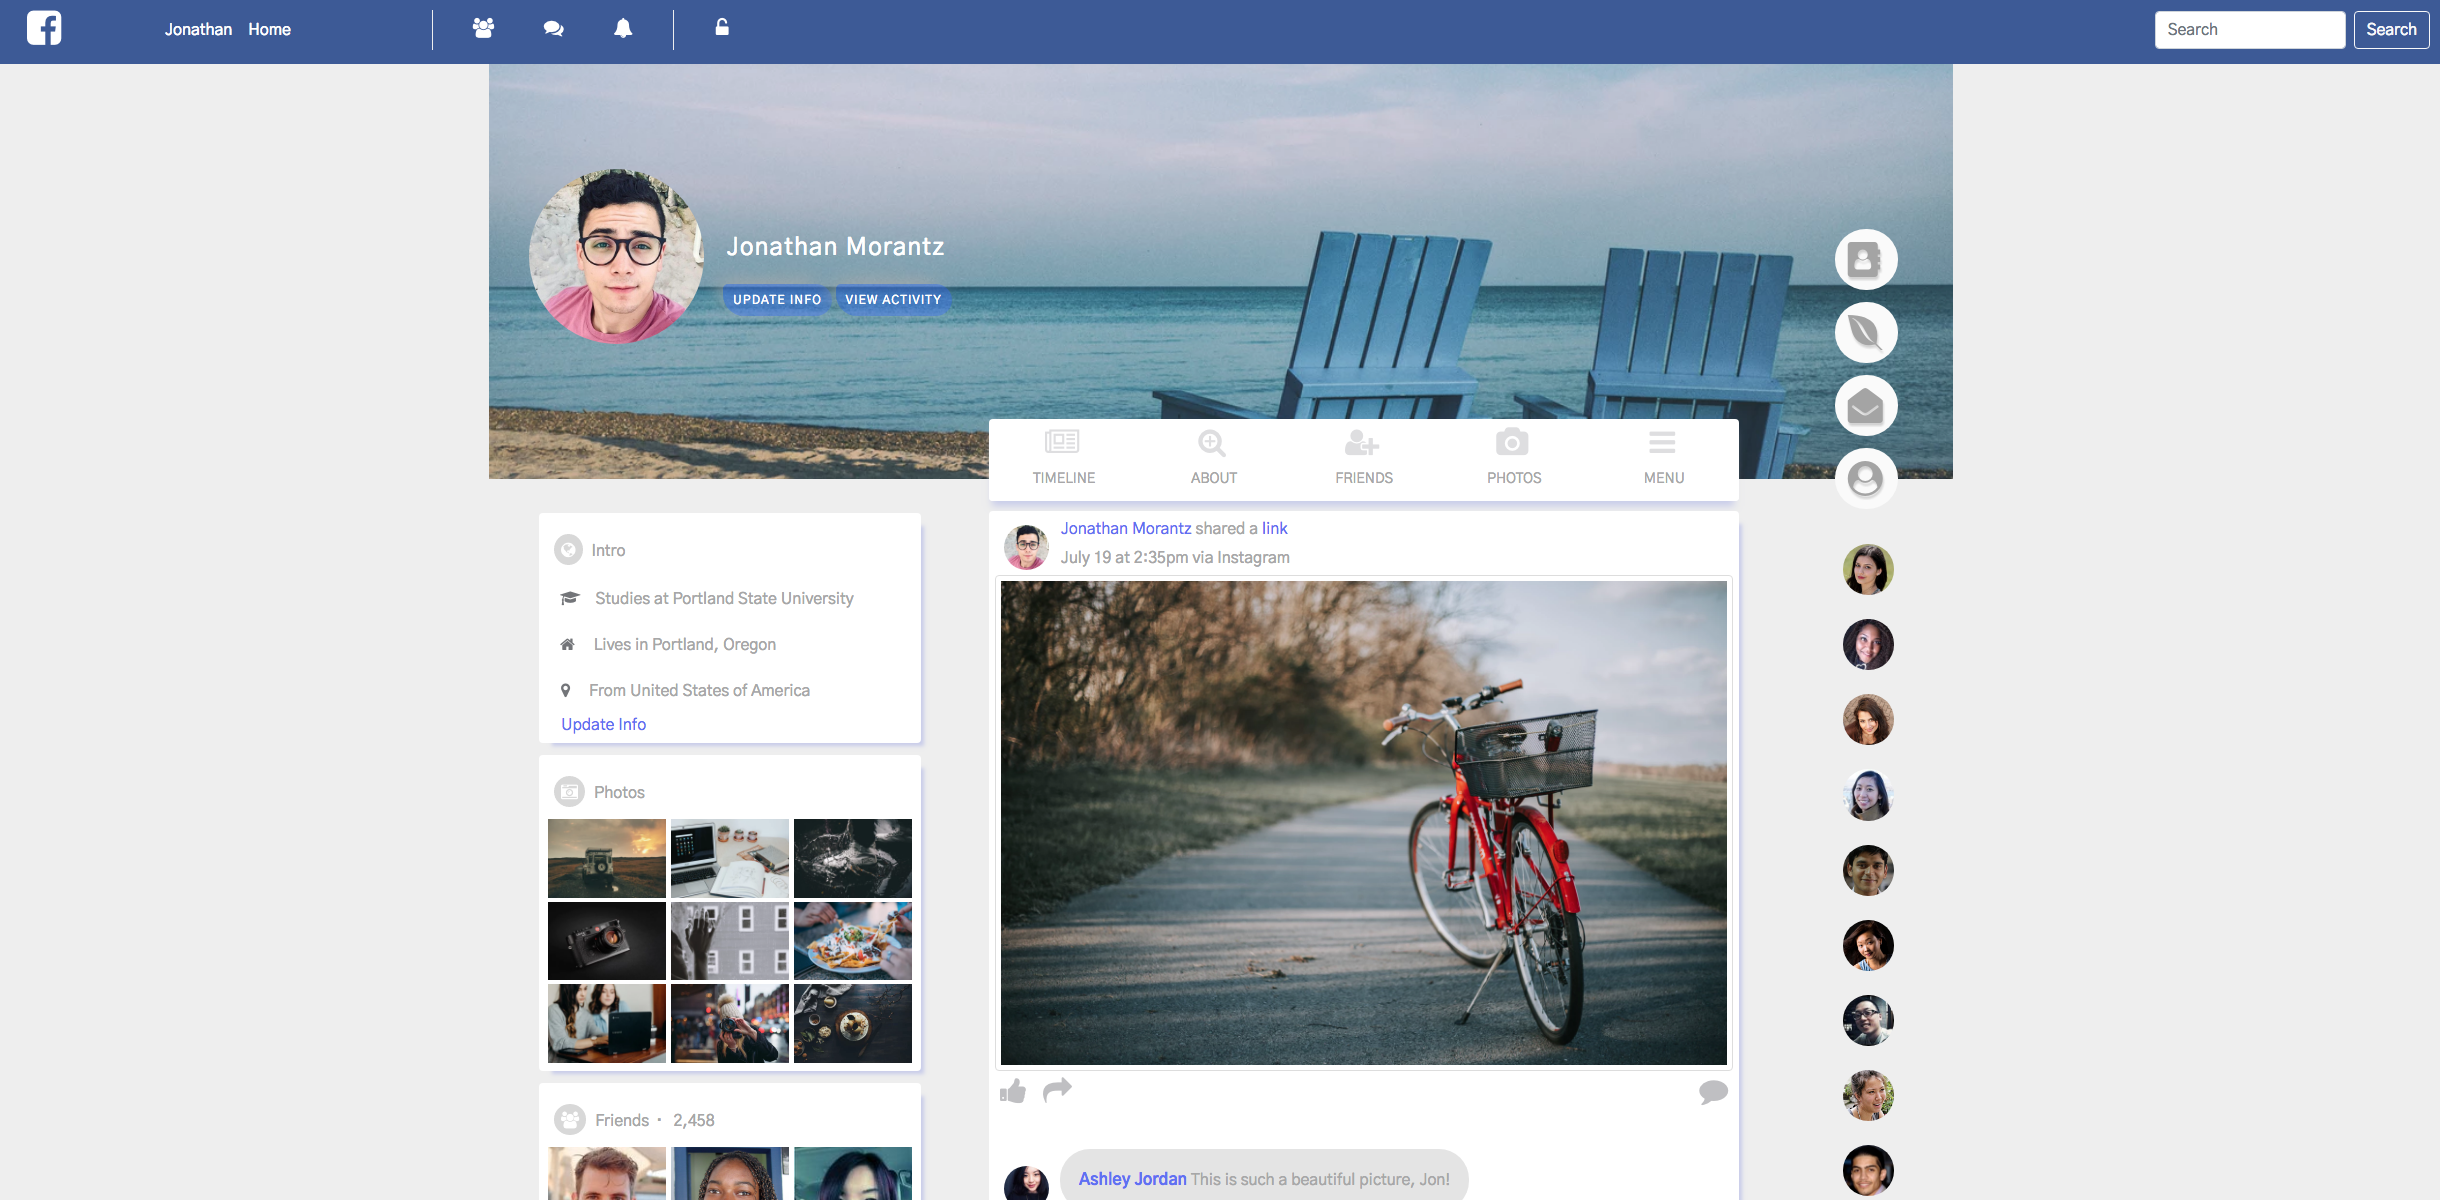 Jonathan Home
Search
Search
Jonathan Morantz
UPDATE INFO VIEW ACTIVITY
TIMELINE ABOUT FRIENDS PHOTOS MENU
Intro
Studies at Portland State University
Lives in Portland, Oregon
From United States of America
Update Info
Photos
Friends · 2,458
Jonathan Morantz shared a link
July 19 at 2:35pm via Instagram
Ashley Jordan This is such a beautiful picture, Jon!